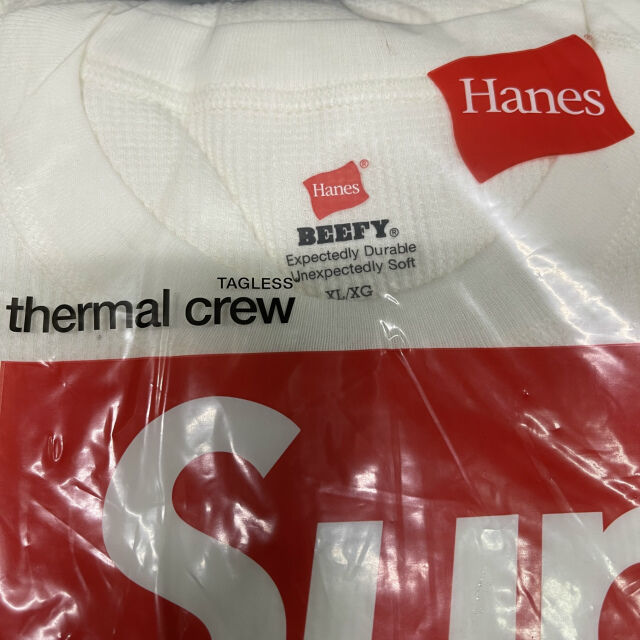 Hanes®
Hanes®
BEEFY®
Expectedly Durable
Unexpectedly Soft
XL/XG
TAGLESS
thermal crew
Sup